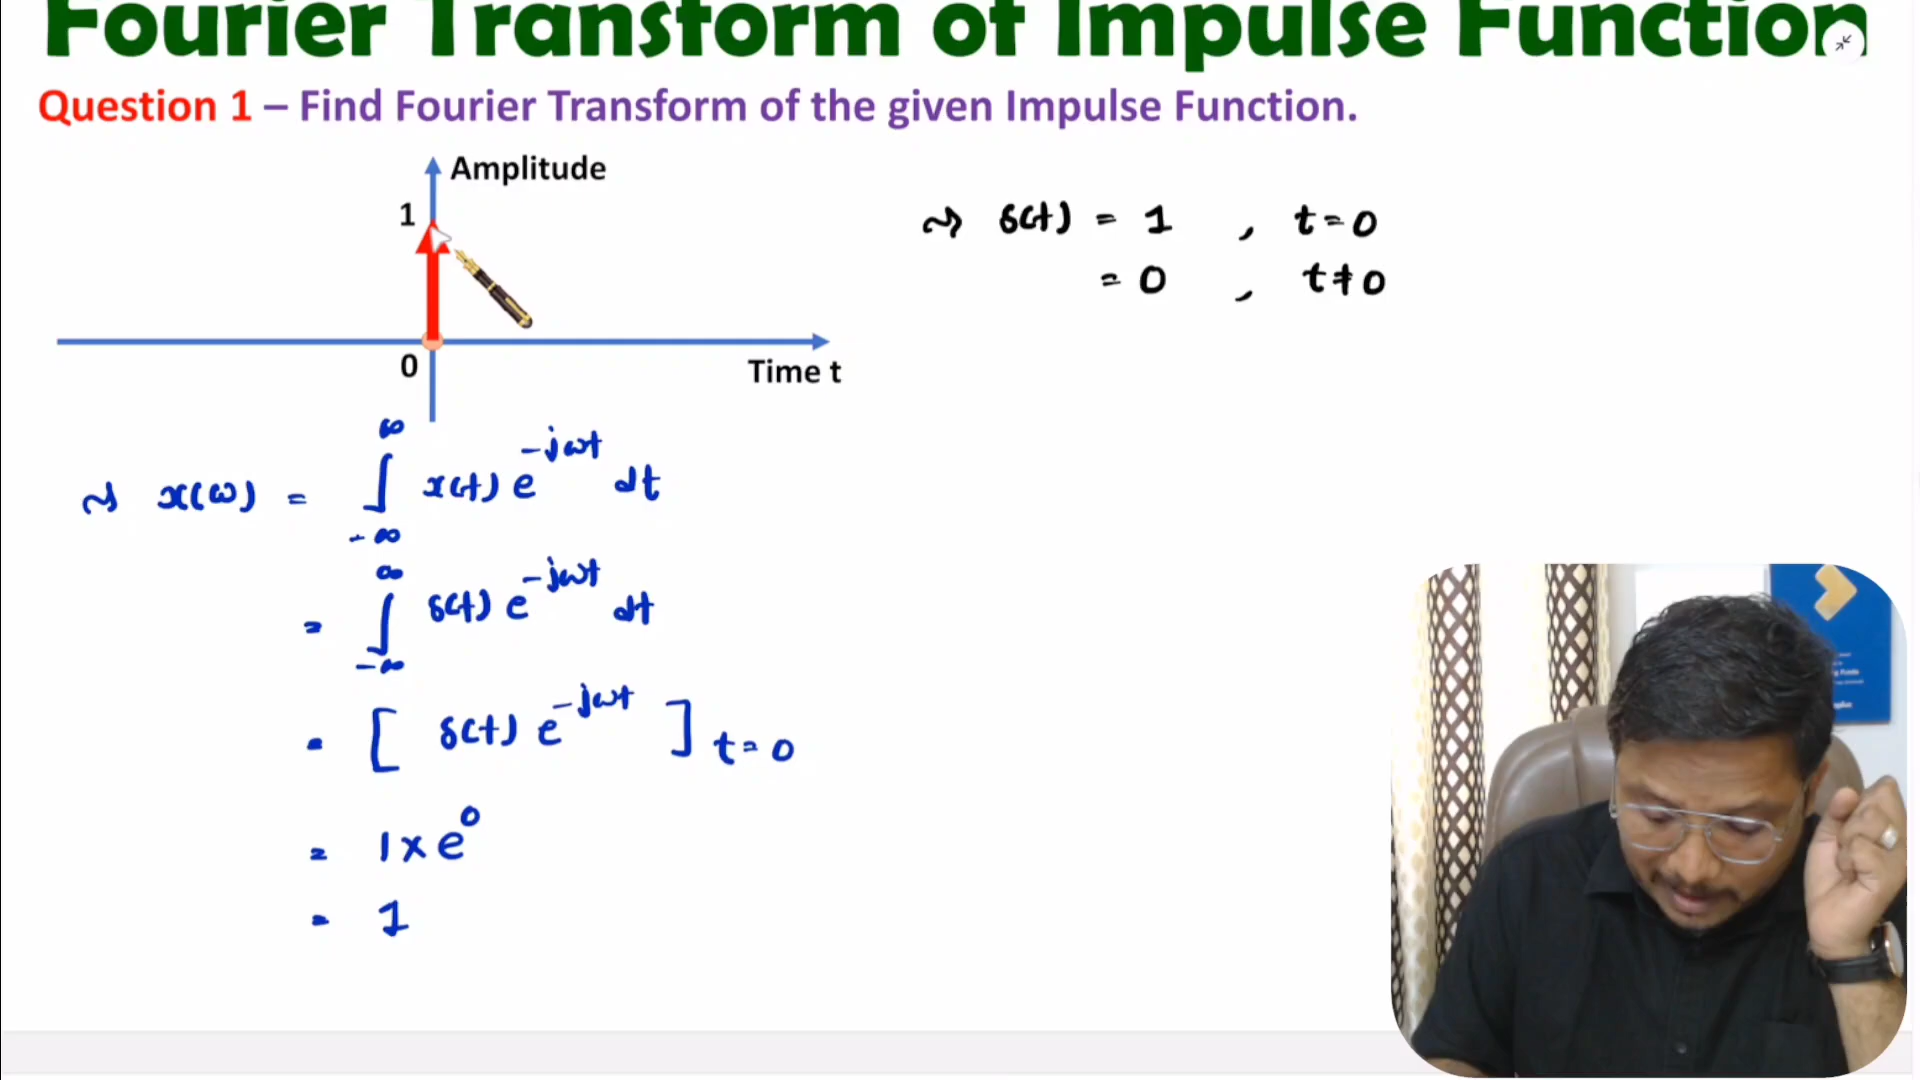 Fourier Transform of Impulse Function
Question 1 – Find Fourier Transform of the given Impulse Function.
Amplitude
1
0
Time t
δ(t) = 1 , t=0
= 0 , t≠0
x(ω) = ∫_{-∞}^{∞} x(t) e^{-jωt} dt
= ∫_{-∞}^{∞} δ(t) e^{-jωt} dt
= [ δ(t) e^{-jωt} ]_{t=0}
= 1 × e^0
= 1